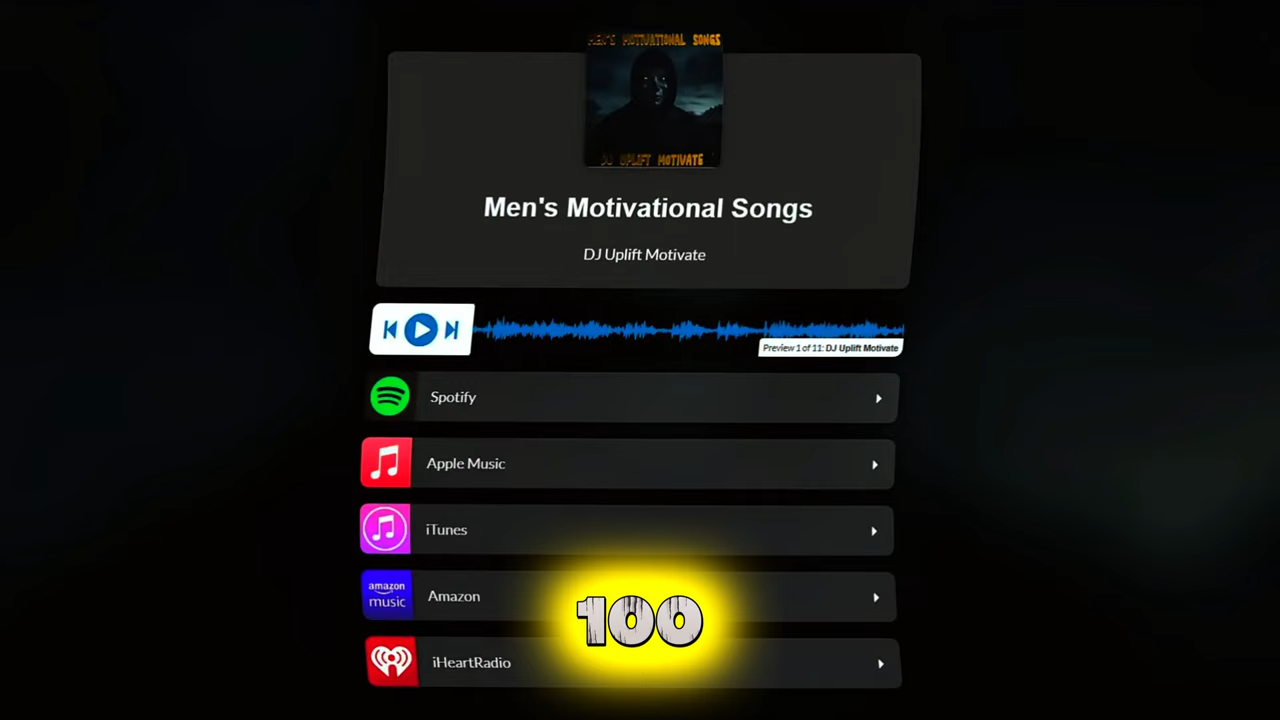 MEN'S MOTIVATIONAL SONGS
DJ UPLIFT MOTIVATE
Men's Motivational Songs
DJ Uplift Motivate
Preview 1 of 11: DJ Uplift Motivate
Spotify
Apple Music
iTunes
amazon music
Amazon
100
iHeartRadio